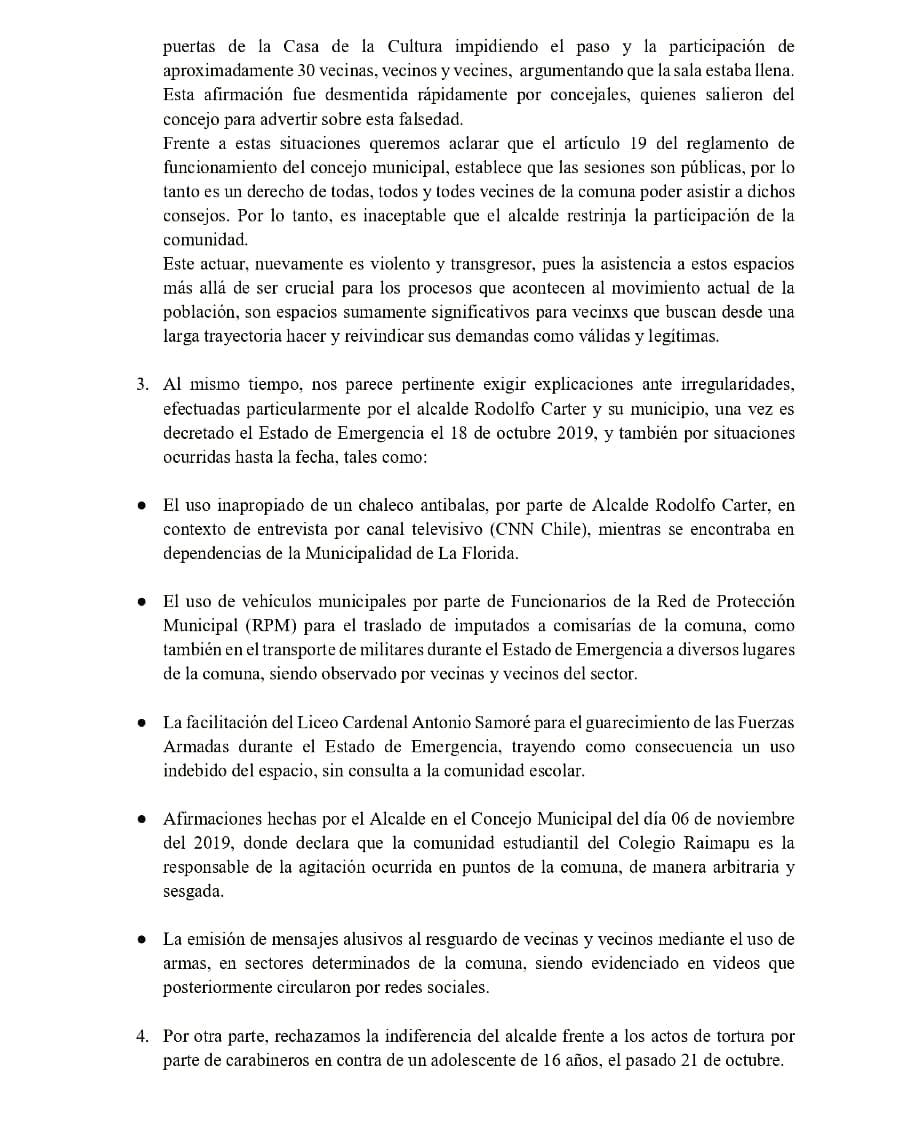 puertas de la Casa de la Cultura impidiendo el paso y la participación de
aproximadamente 30 vecinas, vecinos y vecines, argumentando que la sala estaba llena.
Esta afirmación fue desmentida rápidamente por concejales, quienes salieron del
concejo para advertir sobre esta falsedad.
Frente a estas situaciones queremos aclarar que el artículo 19 del reglamento de
funcionamiento del concejo municipal, establece que las sesiones son públicas, por lo
tanto es un derecho de todas, todos y todes vecines de la comuna poder asistir a dichos
consejos. Por lo tanto, es inaceptable que el alcalde restrinja la participación de la
comunidad.
Este actuar, nuevamente es violento y transgresor, pues la asistencia a estos espacios
más allá de ser crucial para los procesos que acontecen al movimiento actual de la
población, son espacios sumamente significativos para vecinxs que buscan desde una
larga trayectoria hacer y reivindicar sus demandas como válidas y legítimas.
3. Al mismo tiempo, nos parece pertinente exigir explicaciones ante irregularidades,
efectuadas particularmente por el alcalde Rodolfo Carter y su municipio, una vez es
decretado el Estado de Emergencia el 18 de octubre 2019, y también por situaciones
ocurridas hasta la fecha, tales como:
● El uso inapropiado de un chaleco antibalas, por parte de Alcalde Rodolfo Carter, en
contexto de entrevista por canal televisivo (CNN Chile), mientras se encontraba en
dependencias de la Municipalidad de La Florida.
● El uso de vehículos municipales por parte de Funcionarios de la Red de Protección
Municipal (RPM) para el traslado de imputados a comisarías de la comuna, como
también en el transporte de militares durante el Estado de Emergencia a diversos lugares
de la comuna, siendo observado por vecinas y vecinos del sector.
● La facilitación del Liceo Cardenal Antonio Samoré para el guarecimiento de las Fuerzas
Armadas durante el Estado de Emergencia, trayendo como consecuencia un uso
indebido del espacio, sin consulta a la comunidad escolar.
● Afirmaciones hechas por el Alcalde en el Concejo Municipal del día 06 de noviembre
del 2019, donde declara que la comunidad estudiantil del Colegio Raimapu es la
responsable de la agitación ocurrida en puntos de la comuna, de manera arbitraria y
sesgada.
● La emisión de mensajes alusivos al resguardo de vecinas y vecinos mediante el uso de
armas, en sectores determinados de la comuna, siendo evidenciado en videos que
posteriormente circularon por redes sociales.
4. Por otra parte, rechazamos la indiferencia del alcalde frente a los actos de tortura por
parte de carabineros en contra de un adolescente de 16 años, el pasado 21 de octubre.